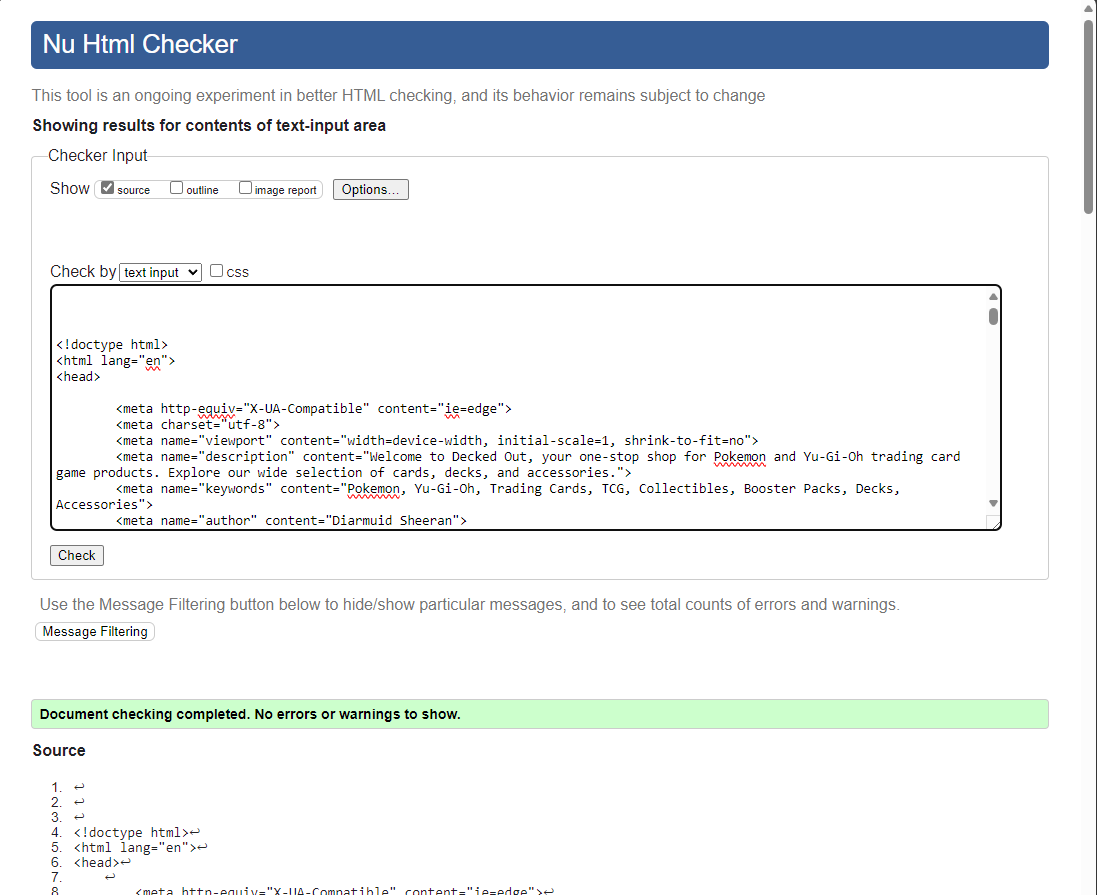 Nu Html Checker
This tool is an ongoing experiment in better HTML checking, and its behavior remains subject to change
Showing results for contents of text-input area
Checker Input
Show source outline image report Options...
Check by text input css
<!doctype html>
<html lang="en">
<head>
<meta http-equiv="X-UA-Compatible" content="ie=edge">
<meta charset="utf-8">
<meta name="viewport" content="width=device-width, initial-scale=1, shrink-to-fit=no">
<meta name="description" content="Welcome to Decked Out, your one-stop shop for Pokemon and Yu-Gi-Oh trading card
game products. Explore our wide selection of cards, decks, and accessories.">
<meta name="keywords" content="Pokemon, Yu-Gi-Oh, Trading Cards, TCG, Collectibles, Booster Packs, Decks,
Accessories">
<meta name="author" content="Diarmuid Sheeran">
Check
Use the Message Filtering button below to hide/show particular messages, and to see total counts of errors and warnings.
Message Filtering
Document checking completed. No errors or warnings to show.
Source
1. ↩
2. ↩
3. ↩
4. <!doctype html>↩
5. <html lang="en">↩
6. <head>↩
7. ↩
8. <meta http-equiv="X-UA-Compatible" content="ie=edge">↩